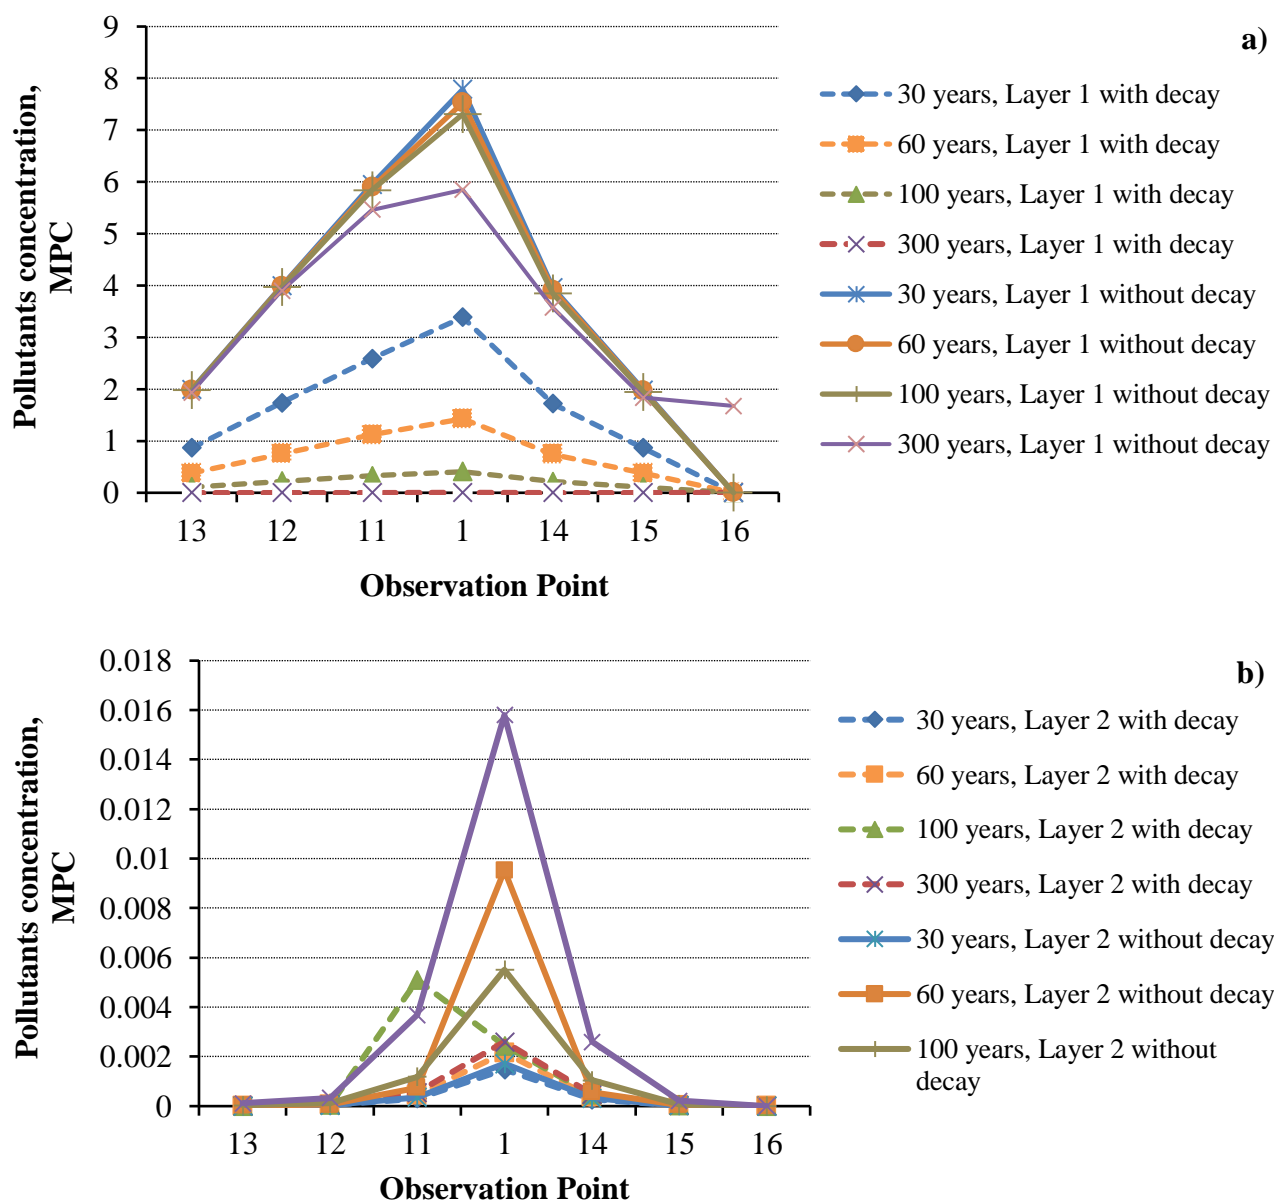 a)
Pollutants concentration,
MPC
9
8
7
6
5
4
3
2
1
0
13 12 11 1 14 15 16
Observation Point
30 years, Layer 1 with decay
60 years, Layer 1 with decay
100 years, Layer 1 with decay
300 years, Layer 1 with decay
30 years, Layer 1 without decay
60 years, Layer 1 without decay
100 years, Layer 1 without decay
300 years, Layer 1 without decay
b)
Pollutants concentration,
MPC
0.018
0.016
0.014
0.012
0.01
0.008
0.006
0.004
0.002
0
13 12 11 1 14 15 16
Observation Point
30 years, Layer 2 with decay
60 years, Layer 2 with decay
100 years, Layer 2 with decay
300 years, Layer 2 with decay
30 years, Layer 2 without decay
60 years, Layer 2 without decay
100 years, Layer 2 without
decay